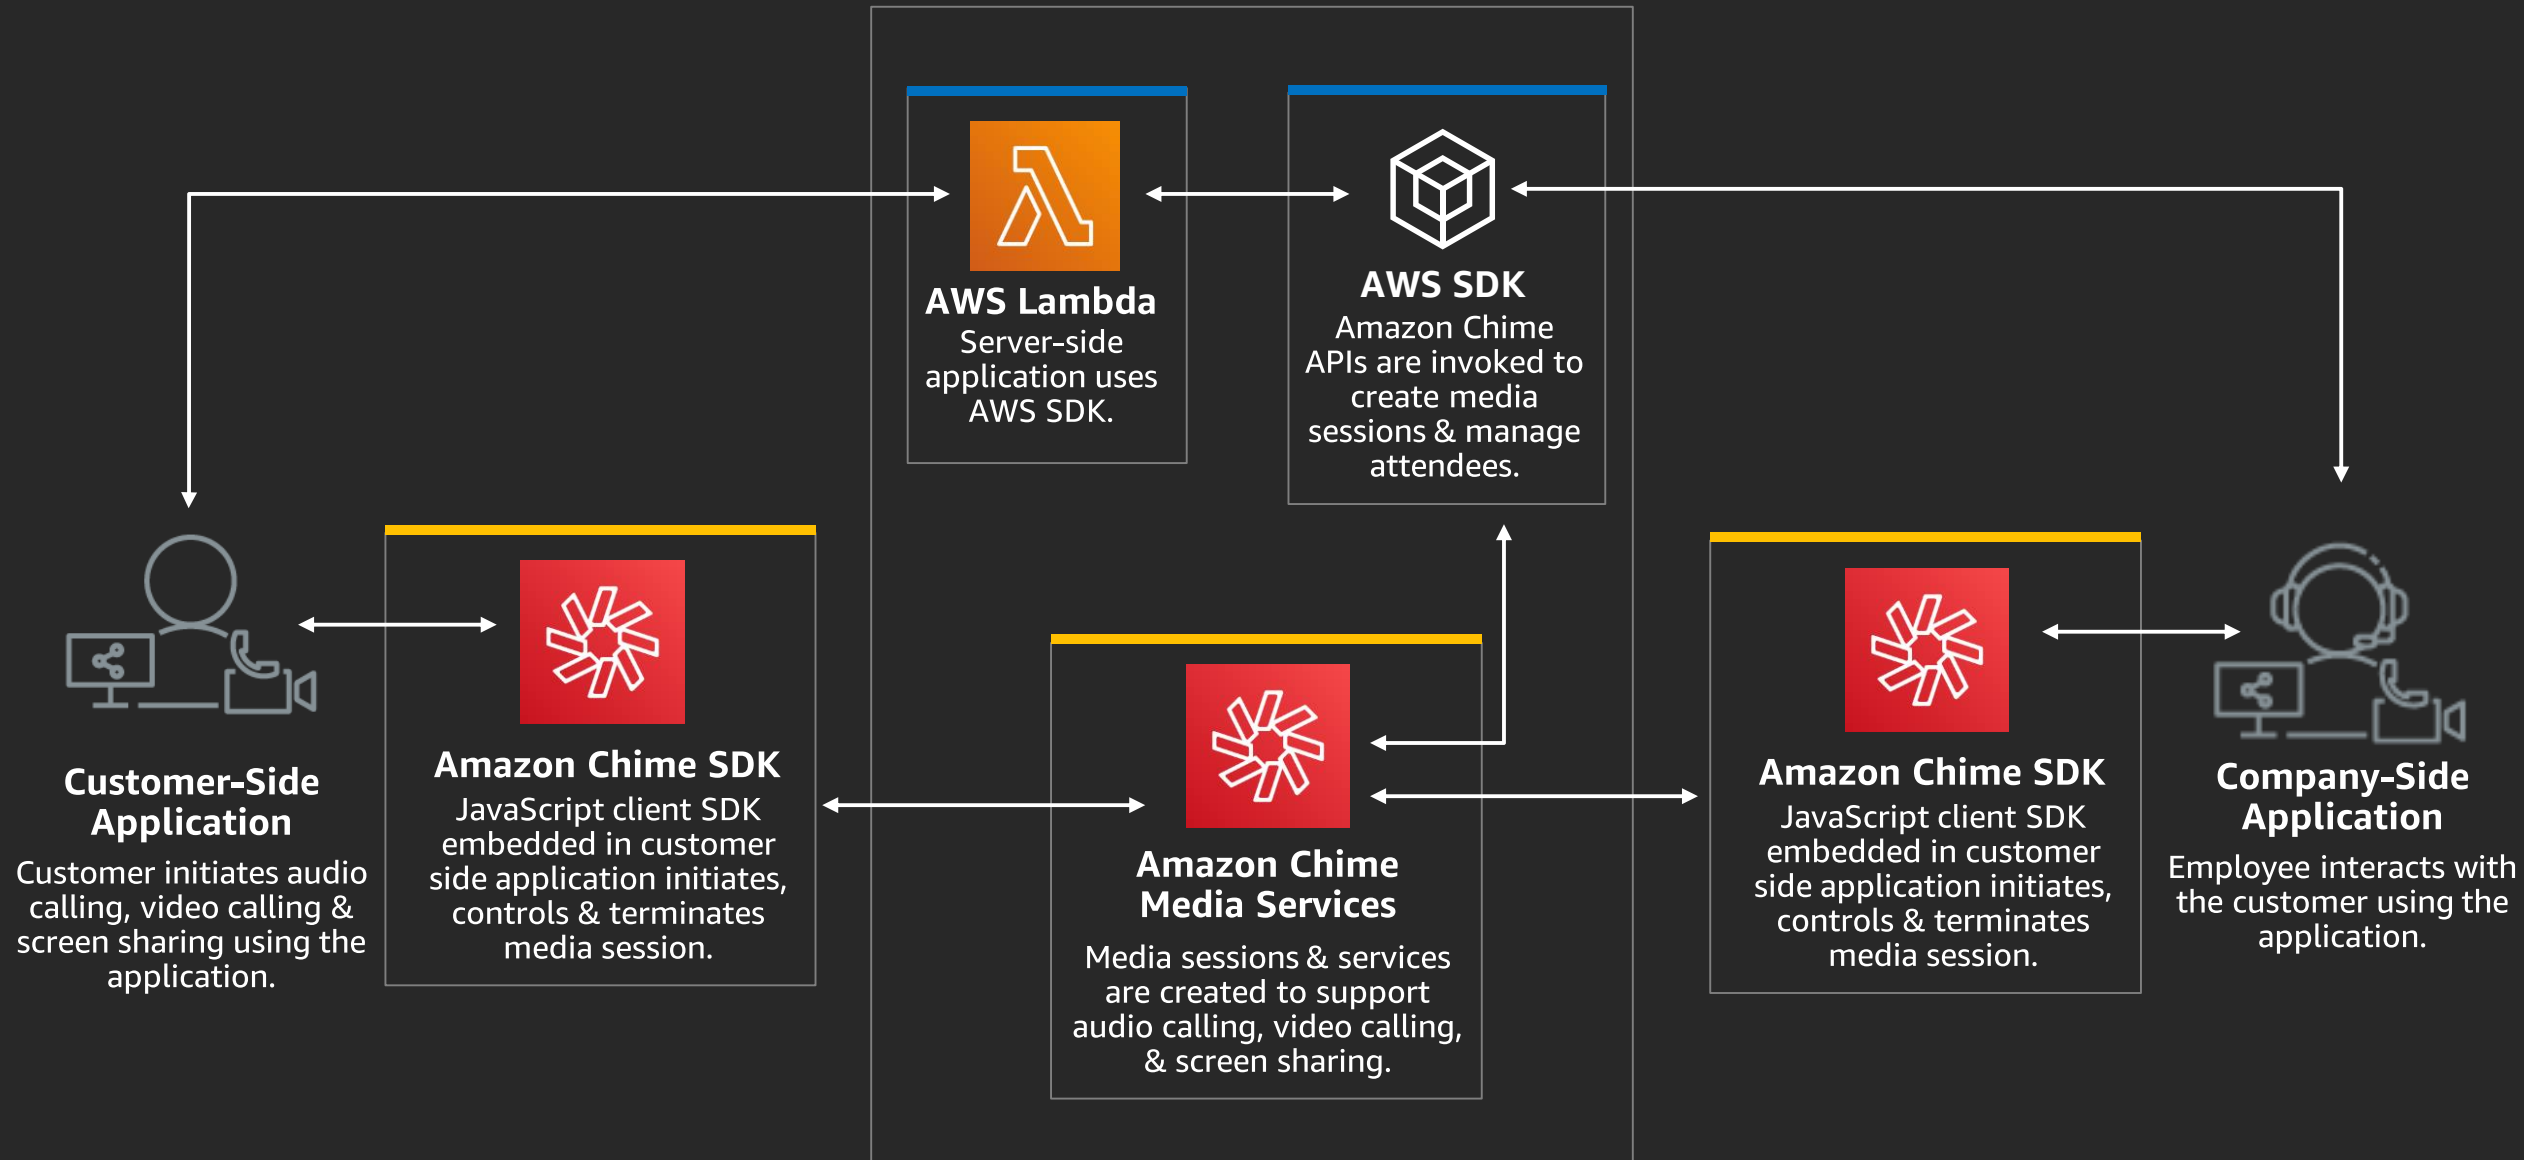 AWS Lambda
Server-side
application uses
AWS SDK.
AWS SDK
Amazon Chime
APIs are invoked to
create media
sessions & manage
attendees.
Customer-Side
Application
Customer initiates audio
calling, video calling &
screen sharing using the
application.
Amazon Chime SDK
JavaScript client SDK
embedded in customer
side application initiates,
controls & terminates
media session.
Amazon Chime
Media Services
Media sessions & services
are created to support
audio calling, video calling,
& screen sharing.
Amazon Chime SDK
JavaScript client SDK
embedded in customer
side application initiates,
controls & terminates
media session.
Company-Side
Application
Employee interacts with
the customer using the
application.